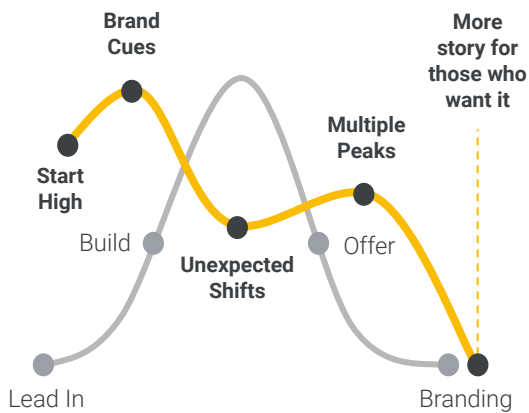 Brand
Cues
More
story for
those who
want it
Multiple
Peaks
Start
High
Build
Unexpected
Shifts
Offer
Lead In
Branding